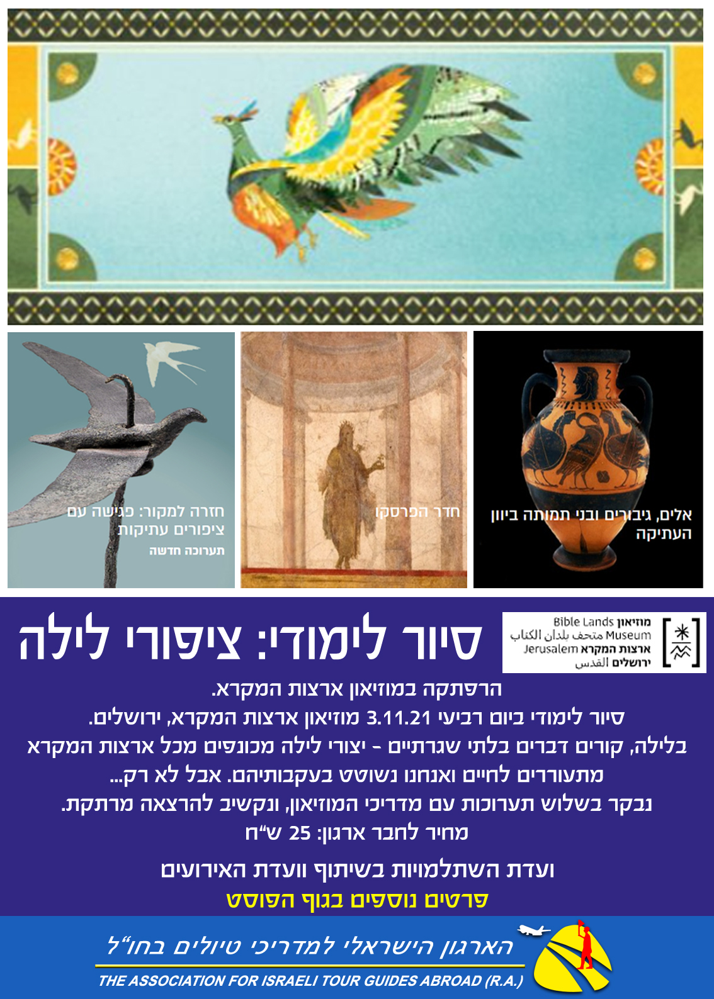 חזרה למקור: פגישה עם
ציפורים עתיקות
תערוכה חדשה
חדר הפרסקו
אלים, גיבורים ובני תמותה ביוון
העתיקה
סיור לימודי: ציפורי לילה
מוזיאון Bible Lands
Museum متحف بلدان الكتاب
ארצות המקרא Jerusalem
ירושלים القدس
הרפתקה במוזיאון ארצות המקרא.
סיור לימודי ביום רביעי 3.11.21 מוזיאון ארצות המקרא, ירושלים.
בלילה, קורים דברים בלתי שגרתיים – יצורי לילה מכונפים מכל ארצות המקרא
מתעוררים לחיים ואנחנו נשוטט בעקבותיהם. אבל לא רק...
נבקר בשלוש תערוכות עם מדריכי המוזיאון, ונקשיב להרצאה מרתקת.
מחיר לחבר ארגון: 25 ש“ח
ועדת השתלמויות בשיתוף וועדת האירועים
פרטים נוספים בגוף הפוסט
הארגון הישראלי למדריכי טיולים בחו“ל
THE ASSOCIATION FOR ISRAELI TOUR GUIDES ABROAD (R.A.)